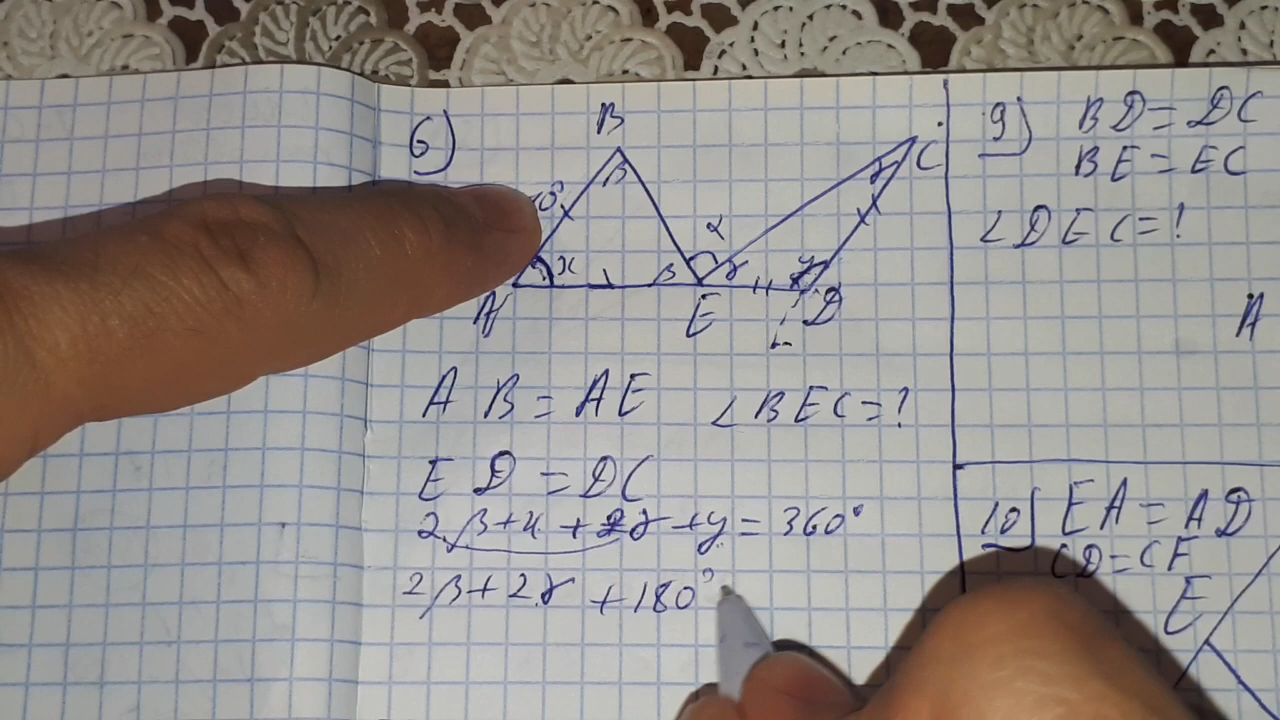 6)
B
β
α
C
γ
x
β
γ
y
A
E
D
AB = AE
∠BEC = ?
ED = DC
2β + x + 2γ + y = 360°
2β + 2γ + 180°
9) BD = DC
BE = EC
∠DEC = ?
A
10) EA = AD
CD = CF
E